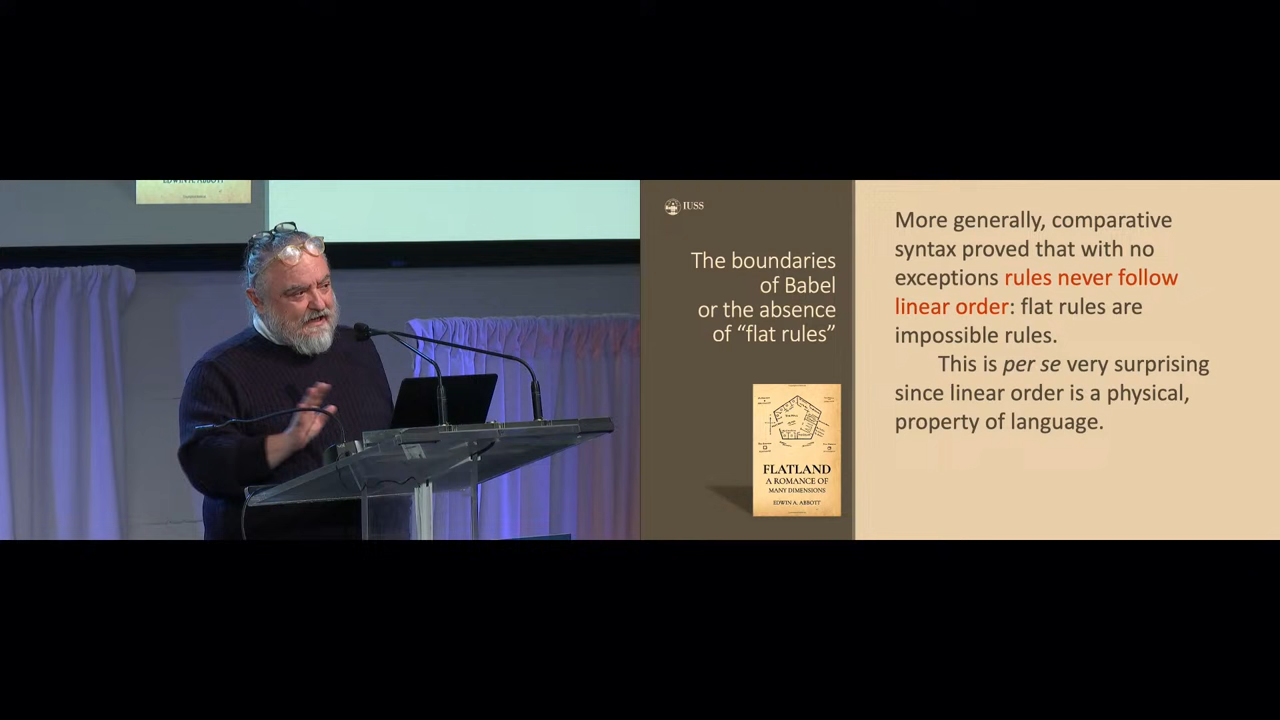 EDWIN A. ABBOTT
IUSS
The boundaries
of Babel
or the absence
of “flat rules”
FLATLAND
A ROMANCE OF
MANY DIMENSIONS
EDWIN A. ABBOTT
More generally, comparative
syntax proved that with no
exceptions rules never follow
linear order: flat rules are
impossible rules.
This is per se very surprising
since linear order is a physical,
property of language.